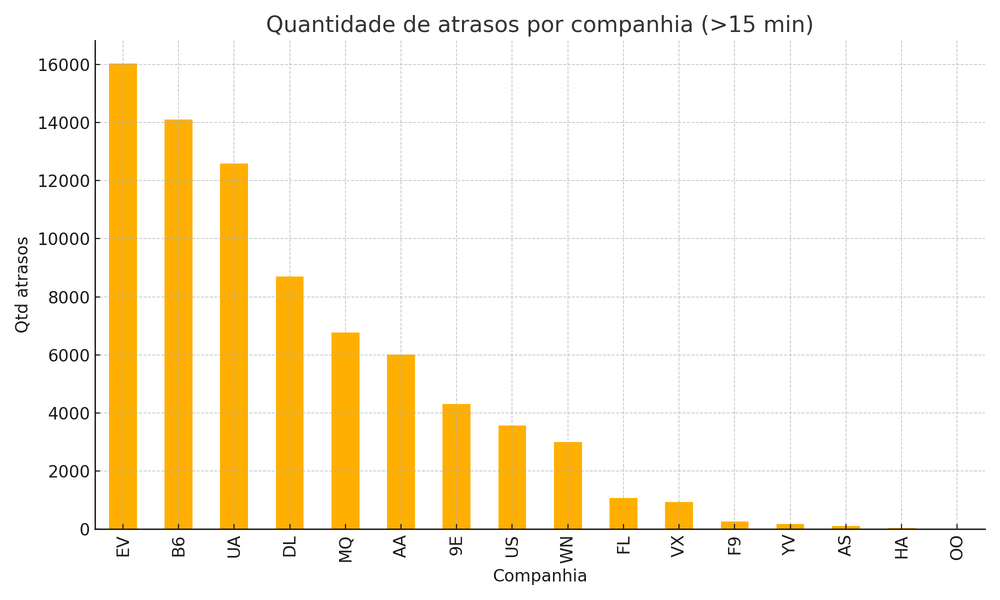 Quantidade de atrasos por companhia (>15 min)
Qtd atrasos
16000
14000
12000
10000
8000
6000
4000
2000
0
EV B6 UA DL MQ AA 9E US WN FL VX F9 YV AS HA OO
Companhia